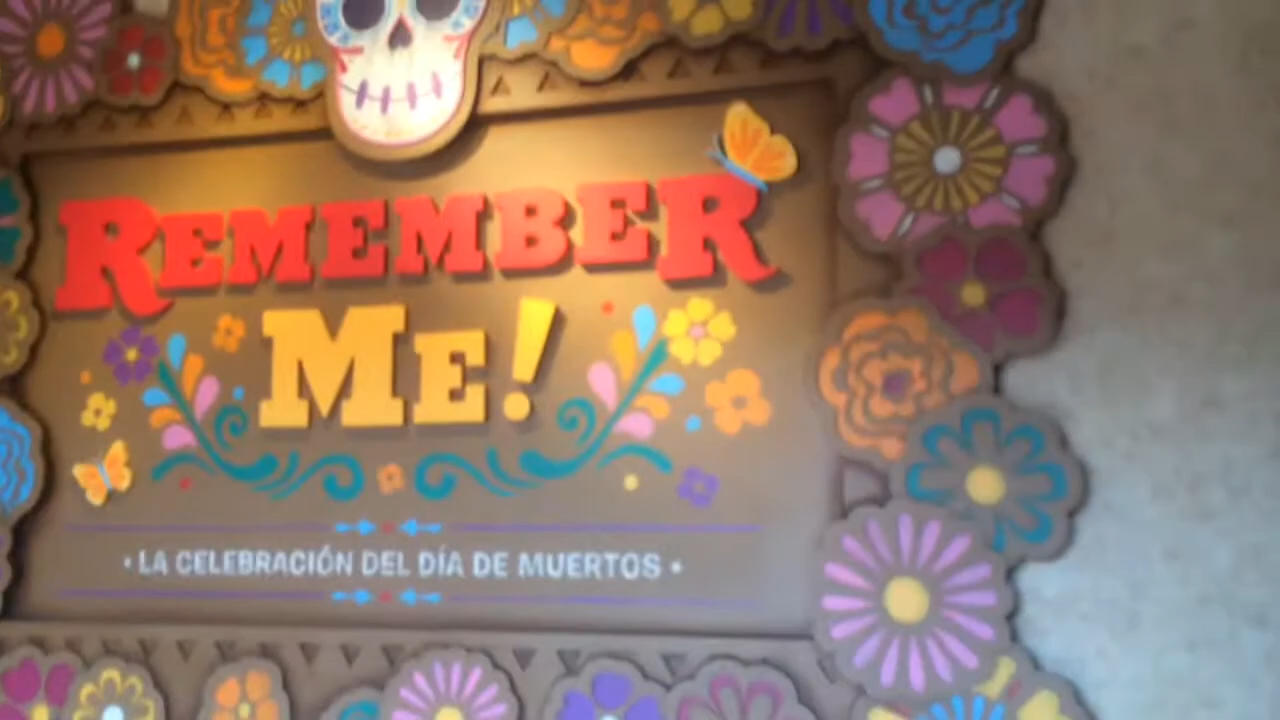 REMEMBER
ME!
• LA CELEBRACIÓN DEL DÍA DE MUERTOS •